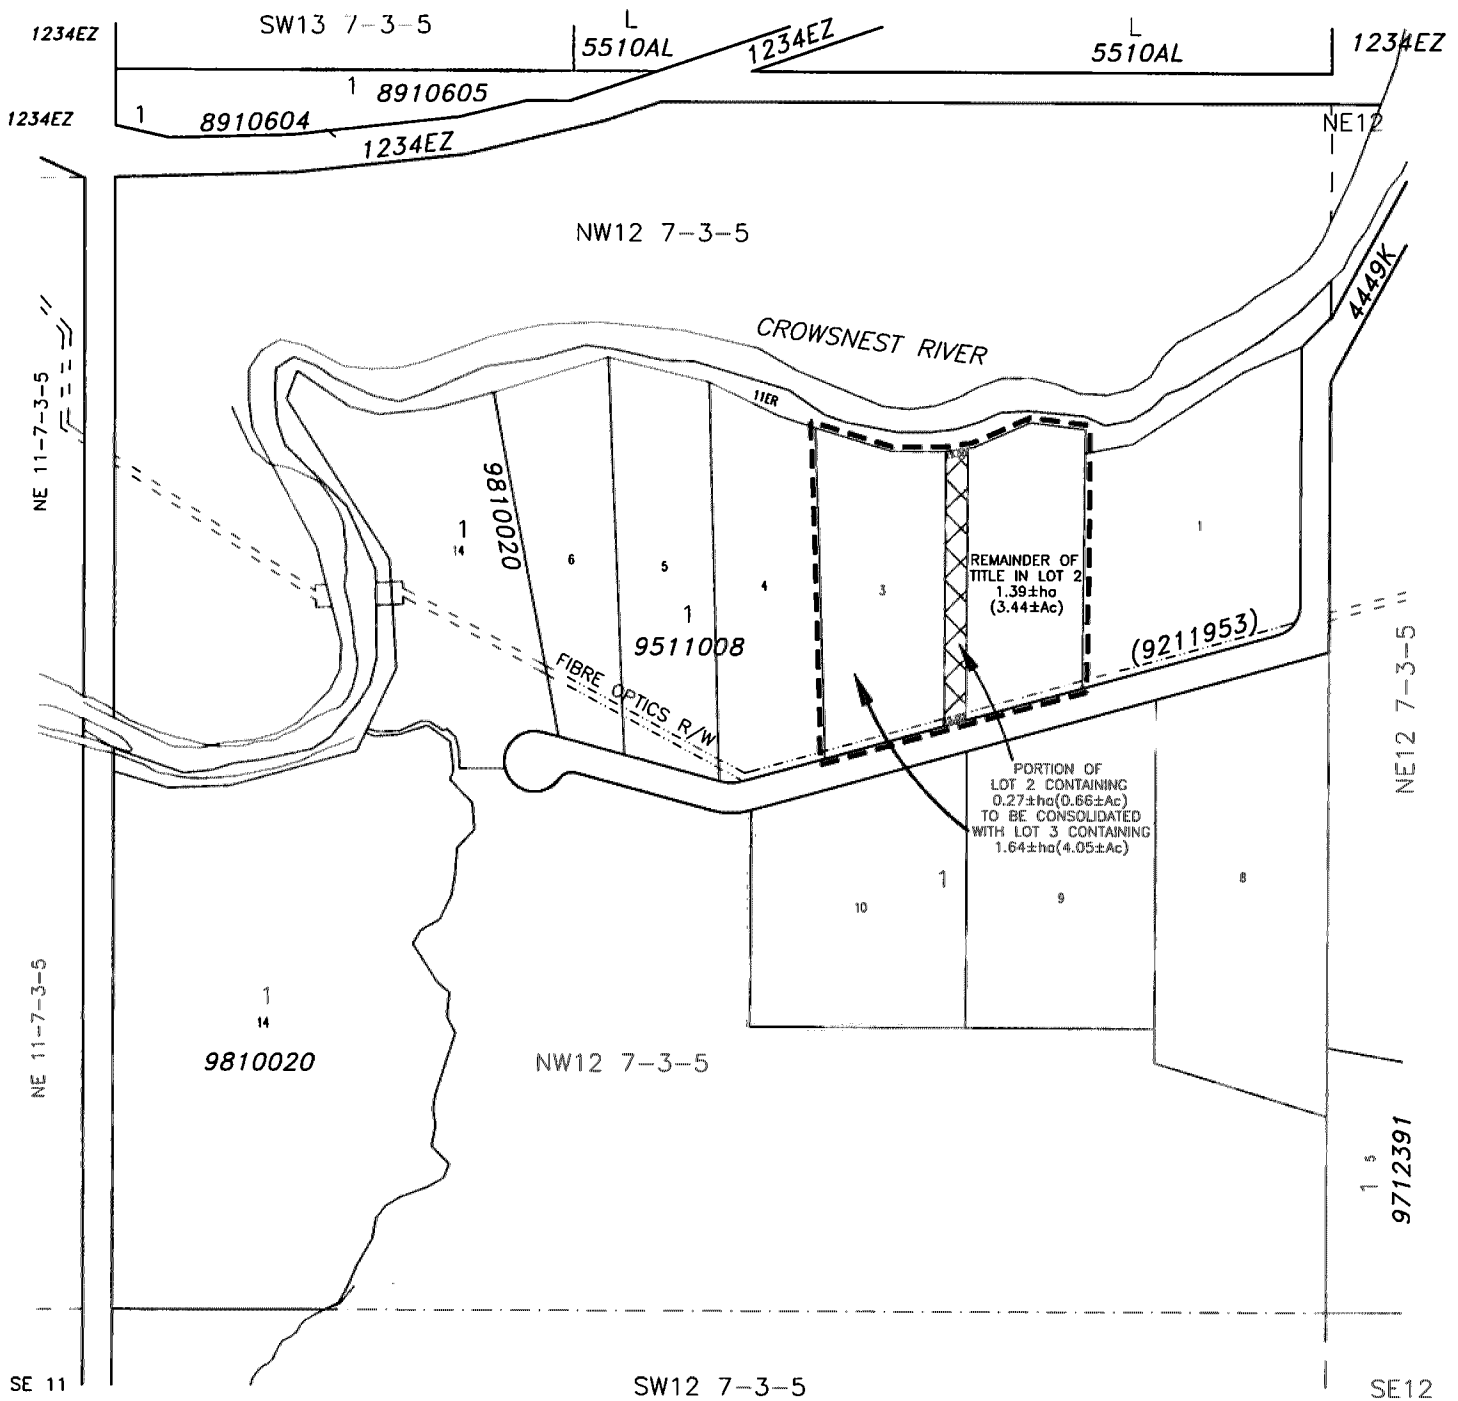 SW13 7-3-5
L
L
1234EZ
5510AL
1234EZ
5510AL
1234EZ
1
8910605
1
8910604
1234EZ
1234EZ
NE12
NW12 7-3-5
4449K
CROWSNEST RIVER
NE 11-7-3-5
11ER
9810020
1
14
6
5
4
3
1
REMAINDER OF
TITLE IN LOT 2
1.39±ha
(3.44±Ac)
1
9511008
(9211953)
FIBRE OPTICS R/W
NE12 7-3-5
PORTION OF
LOT 2 CONTAINING
0.27±ha(0.66±Ac)
TO BE CONSOLIDATED
WITH LOT 3 CONTAINING
1.64±ha(4.05±Ac)
1
10
9
8
NE 11-7-3-5
1
14
9810020
NW12 7-3-5
1 5
9712391
SE 11
SW12 7-3-5
SE12